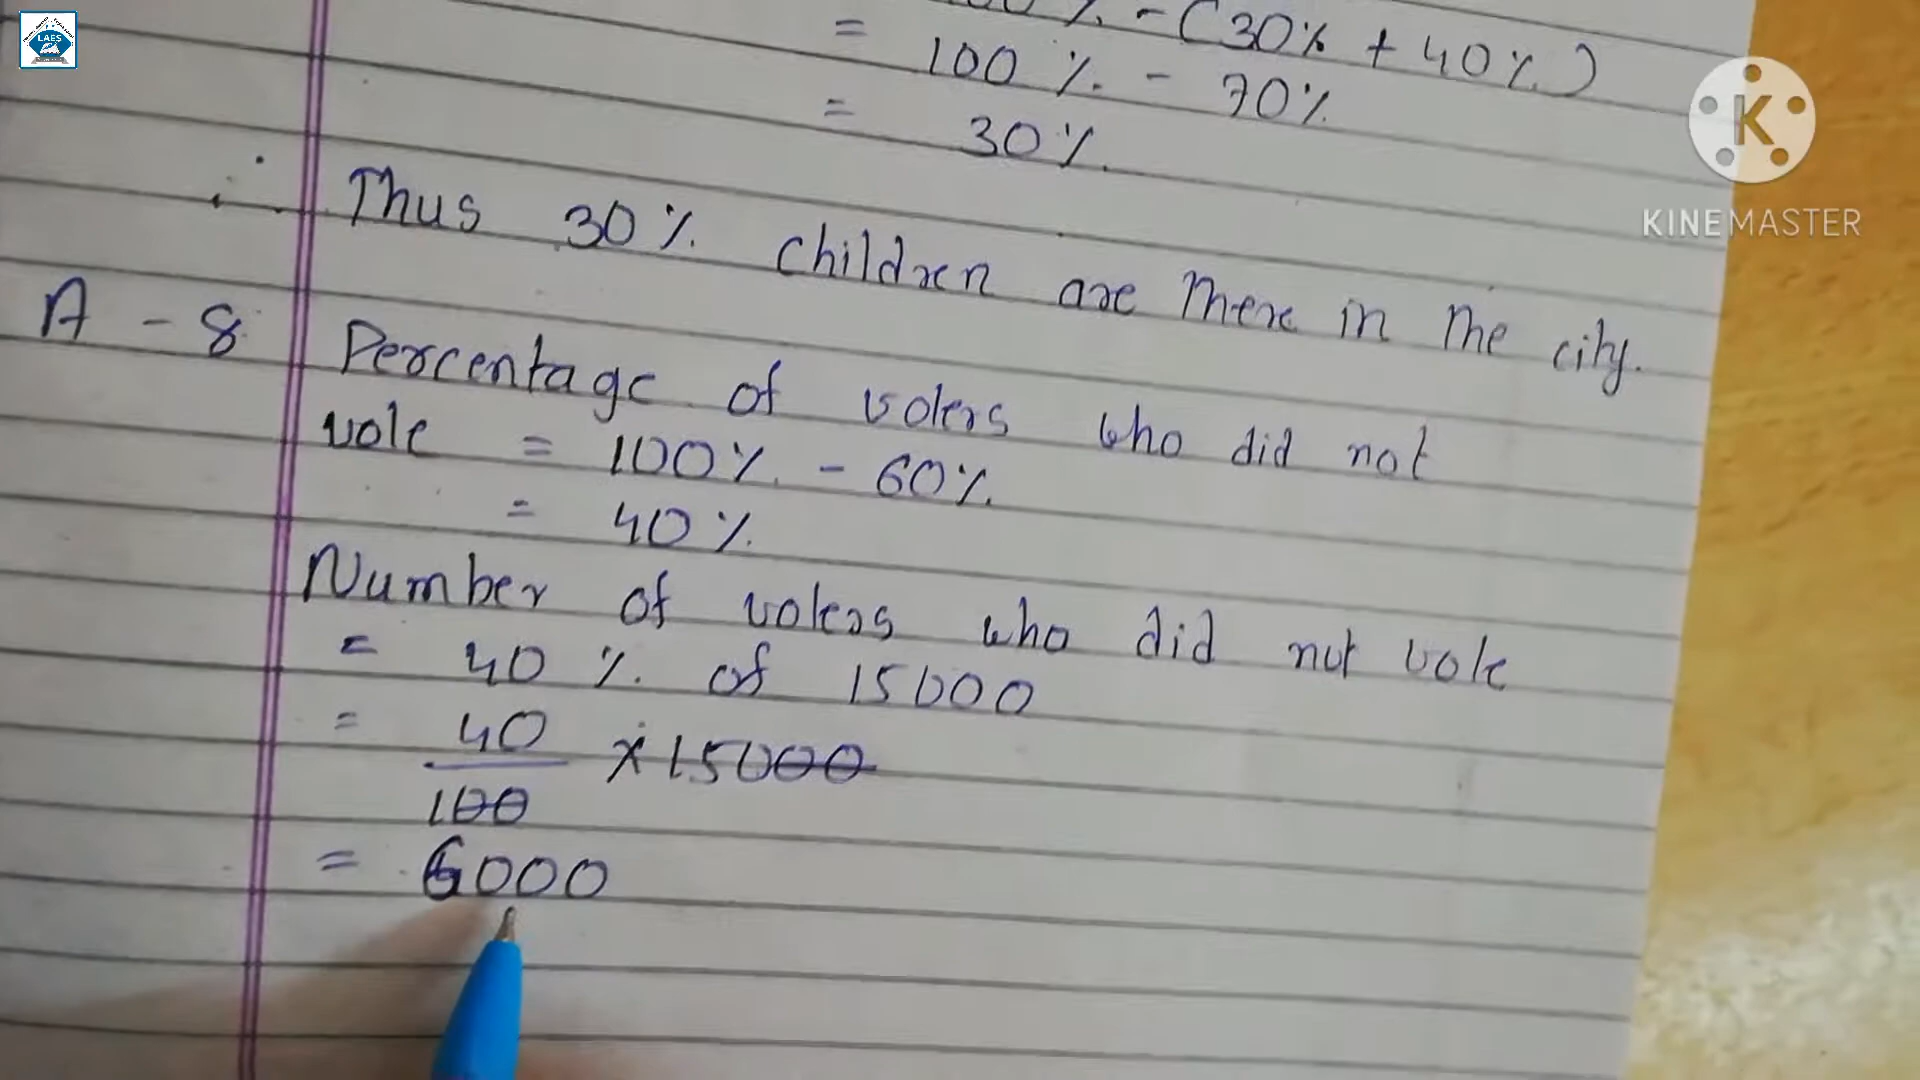 LAES
% - (30% + 40%)
= 100 % - 70%
= 30%
∴ Thus 30% children are there in the city.
A - 8 Percentage of voters who did not
vote = 100% - 60%
= 40%
Number of voters who did not vote
= 40 % of 15000
= 40/100 × 15000
= 6000
K
KINEMASTER